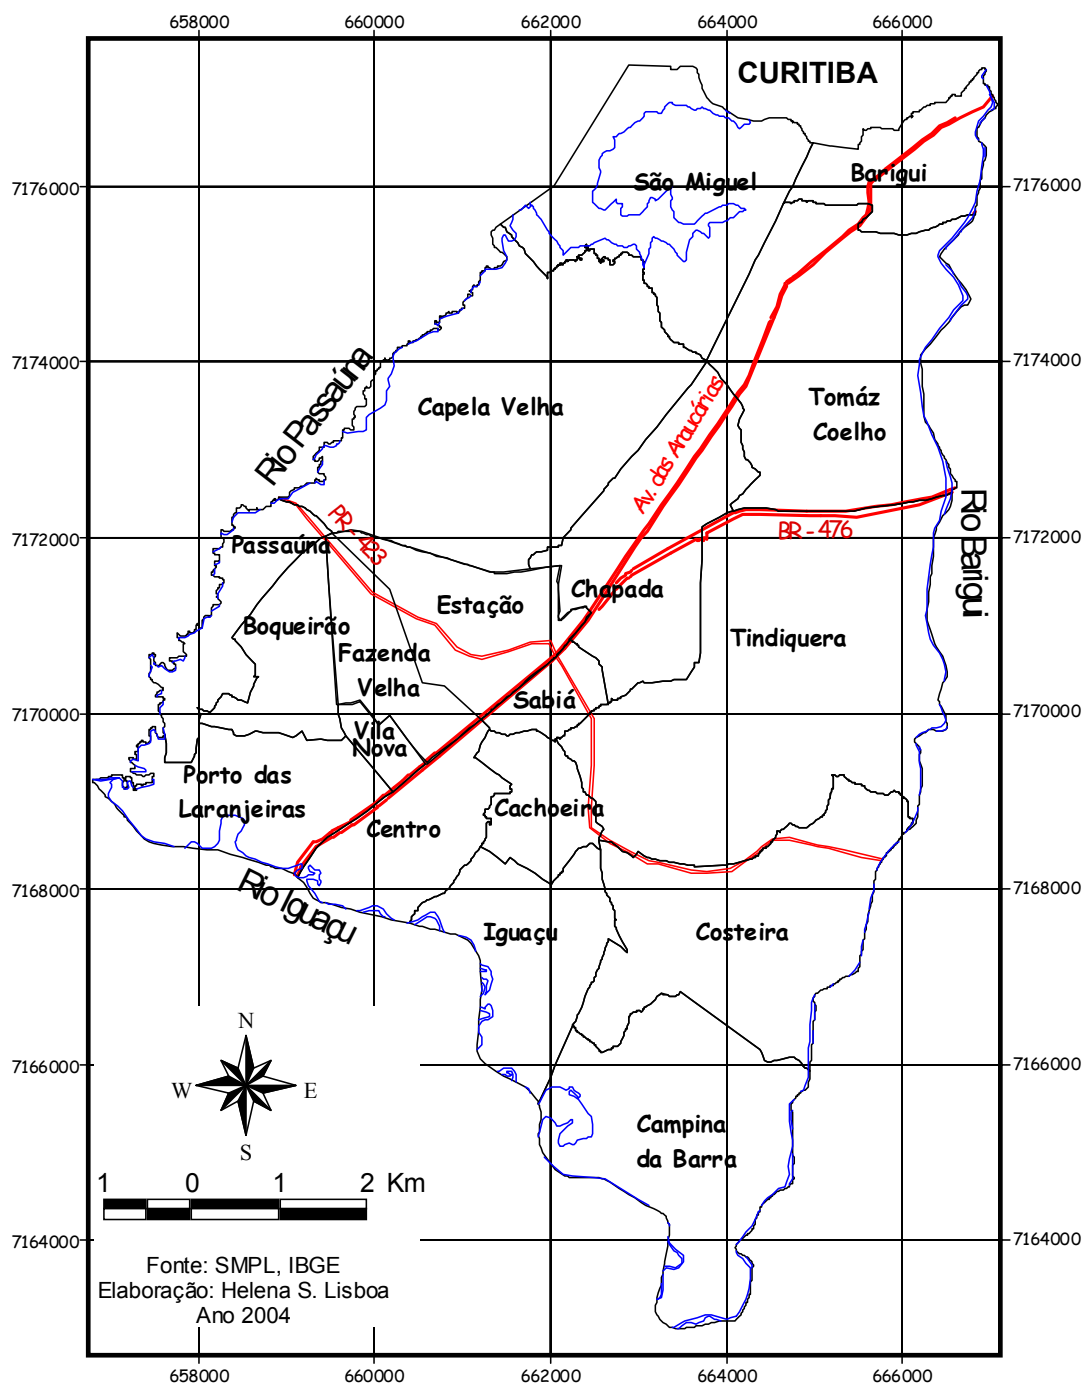 658000 660000 662000 664000 666000
CURITIBA
Barigui
São Miguel
7176000 7176000
7174000 7174000
Rio Passaúna
Capela Velha
Av. das Araucárias
Tomáz
Coelho
PR - 423
BR - 476
Rio Barigui
7172000 7172000
Passaúna
Estação
Chapada
Boqueirão
Tindiquera
Fazenda
Velha
Sabiá
7170000 7170000
Vila
Nova
Porto das
Laranjeiras
Cachoeira
Centro
7168000 7168000
Rio Iguaçu
Iguaçu
Costeira
N
W E
S
7166000 7166000
Campina
da Barra
1 0 1 2 Km
7164000 7164000
Fonte: SMPL, IBGE
Elaboração: Helena S. Lisboa
Ano 2004
658000 660000 662000 664000 666000